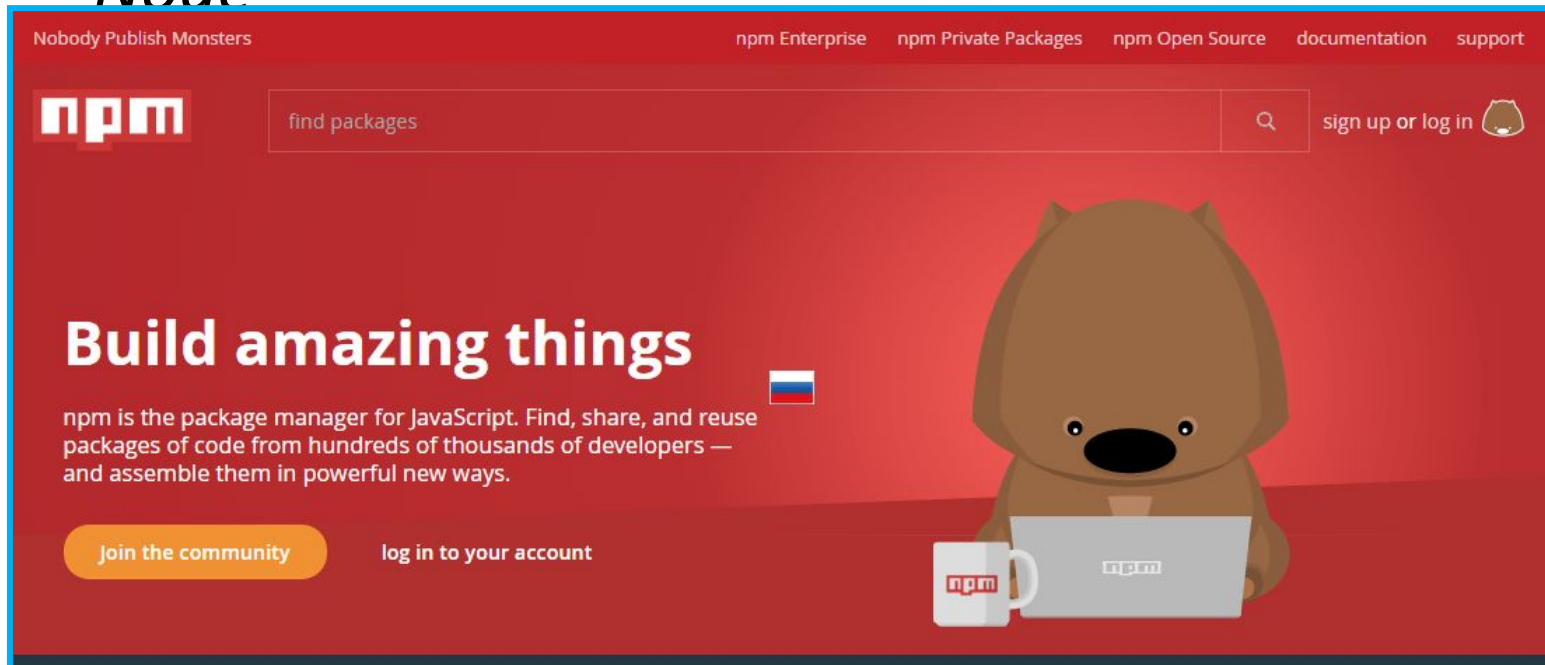 Node
Nobody Publish Monsters
npm Enterprise
npm Private Packages
npm Open Source
documentation
support
npm
find packages
sign up or log in
Build amazing things
npm is the package manager for JavaScript. Find, share, and reuse
packages of code from hundreds of thousands of developers —
and assemble them in powerful new ways.
Join the community
log in to your account
npm
npm